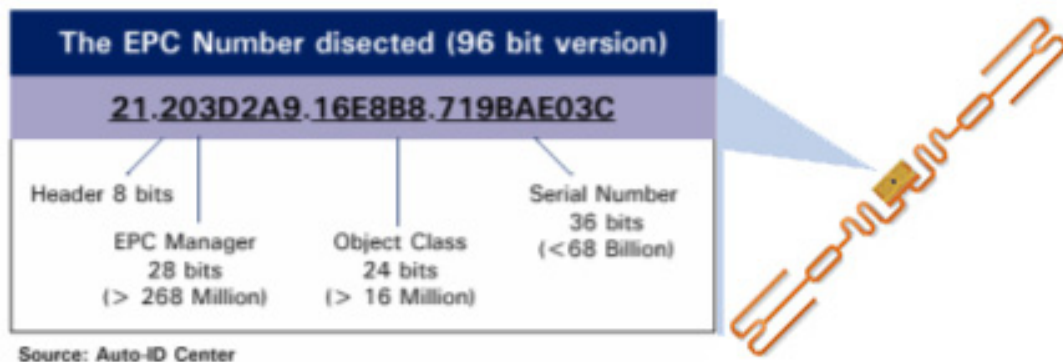 The EPC Number disected (96 bit version)
21.203D2A9.16E8B8.719BAE03C
Header 8 bits
EPC Manager
28 bits
(> 268 Million)
Object Class
24 bits
(> 16 Million)
Serial Number
36 bits
(<68 Billion)
Source: Auto-ID Center